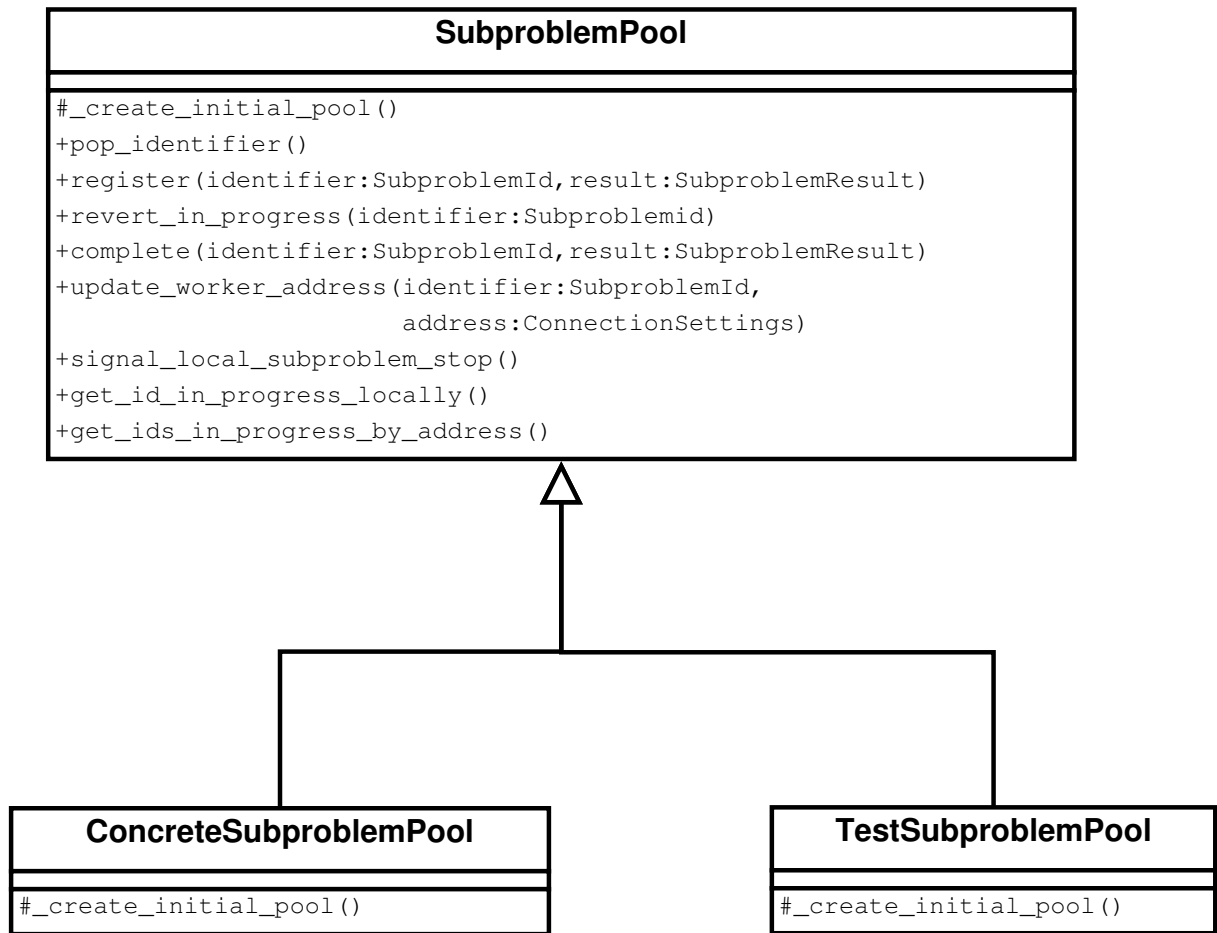 SubproblemPool
#_create_initial_pool()
+pop_identifier()
+register(identifier:SubproblemId,result:SubproblemResult)
+revert_in_progress(identifier:Subproblemid)
+complete(identifier:SubproblemId,result:SubproblemResult)
+update_worker_address(identifier:SubproblemId,
address:ConnectionSettings)
+signal_local_subproblem_stop()
+get_id_in_progress_locally()
+get_ids_in_progress_by_address()
ConcreteSubproblemPool
#_create_initial_pool()
TestSubproblemPool
#_create_initial_pool()